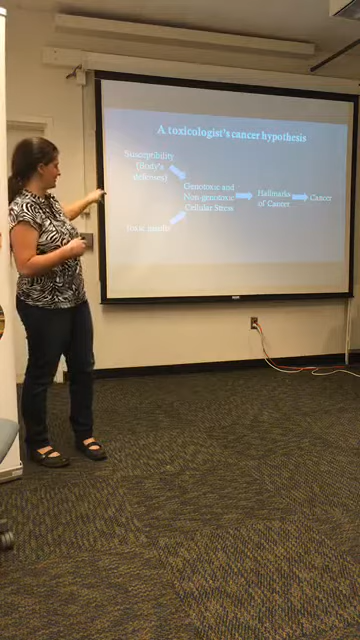 A toxicologist's cancer hypothesis
Susceptibility
(Body's
defenses)
Genotoxic and
Non-genotoxic
Cellular Stress
Hallmarks
of Cancer
Cancer
Toxic insults